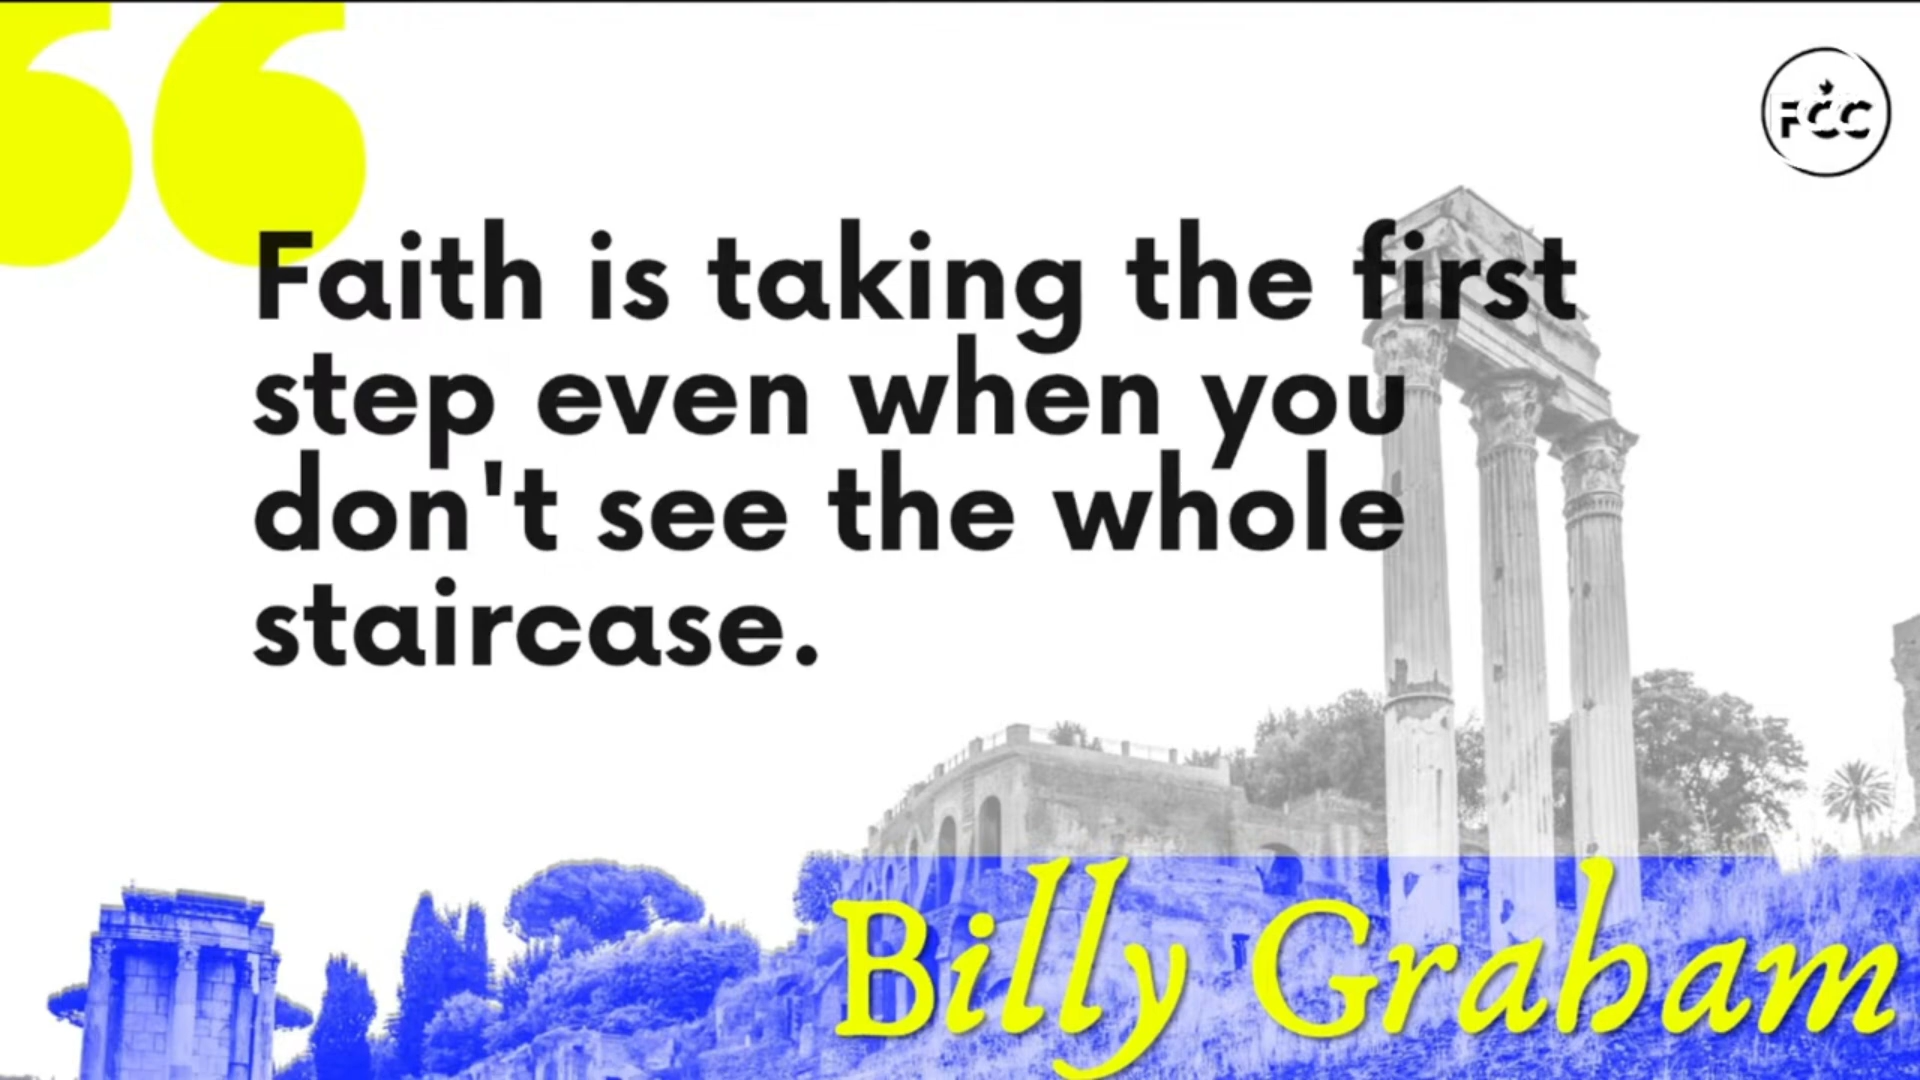 FCC
Faith is taking the first
step even when you
don't see the whole
staircase.
Billy Graham